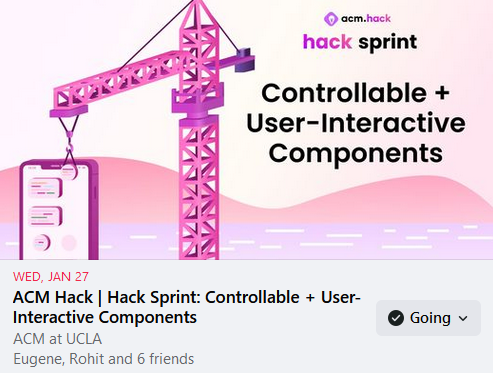 acm.hack
hack sprint
Controllable +
User-Interactive
Components
WED, JAN 27
ACM Hack | Hack Sprint: Controllable + User-
Interactive Components
ACM at UCLA
Eugene, Rohit and 6 friends
Going